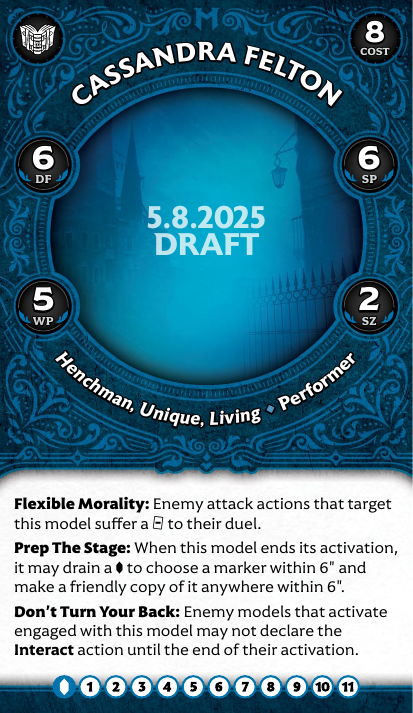 8
COST
CASSANDRA FELTON
6
DF
6
SP
5.8.2025
DRAFT
5
WP
2
SZ
Henchman, Unique, Living ⬥ Performer
Flexible Morality: Enemy attack actions that target
this model suffer a to their duel.
Prep The Stage: When this model ends its activation,
it may drain a to choose a marker within 6" and
make a friendly copy of it anywhere within 6".
Don't Turn Your Back: Enemy models that activate
engaged with this model may not declare the
Interact action until the end of their activation.
1 2 3 4 5 6 7 8 9 10 11